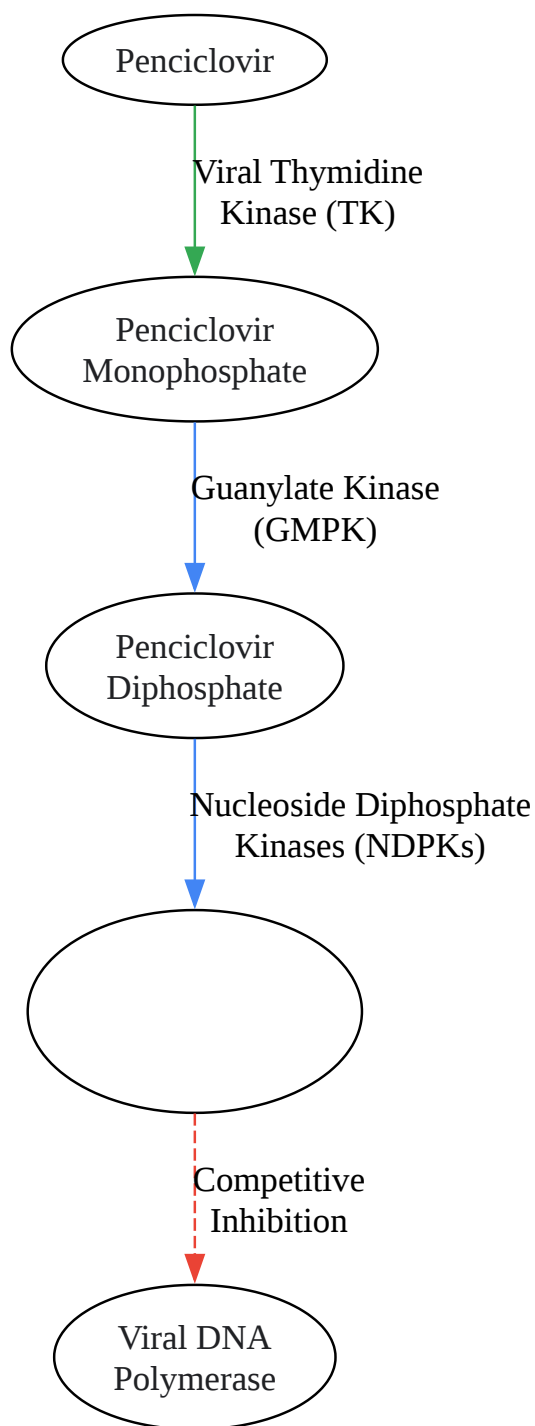 Penciclovir
Viral Thymidine
Kinase (TK)
Penciclovir
Monophosphate
Guanylate Kinase
(GMPK)
Penciclovir
Diphosphate
Nucleoside Diphosphate
Kinases (NDPKs)
Competitive
Inhibition
Viral DNA
Polymerase